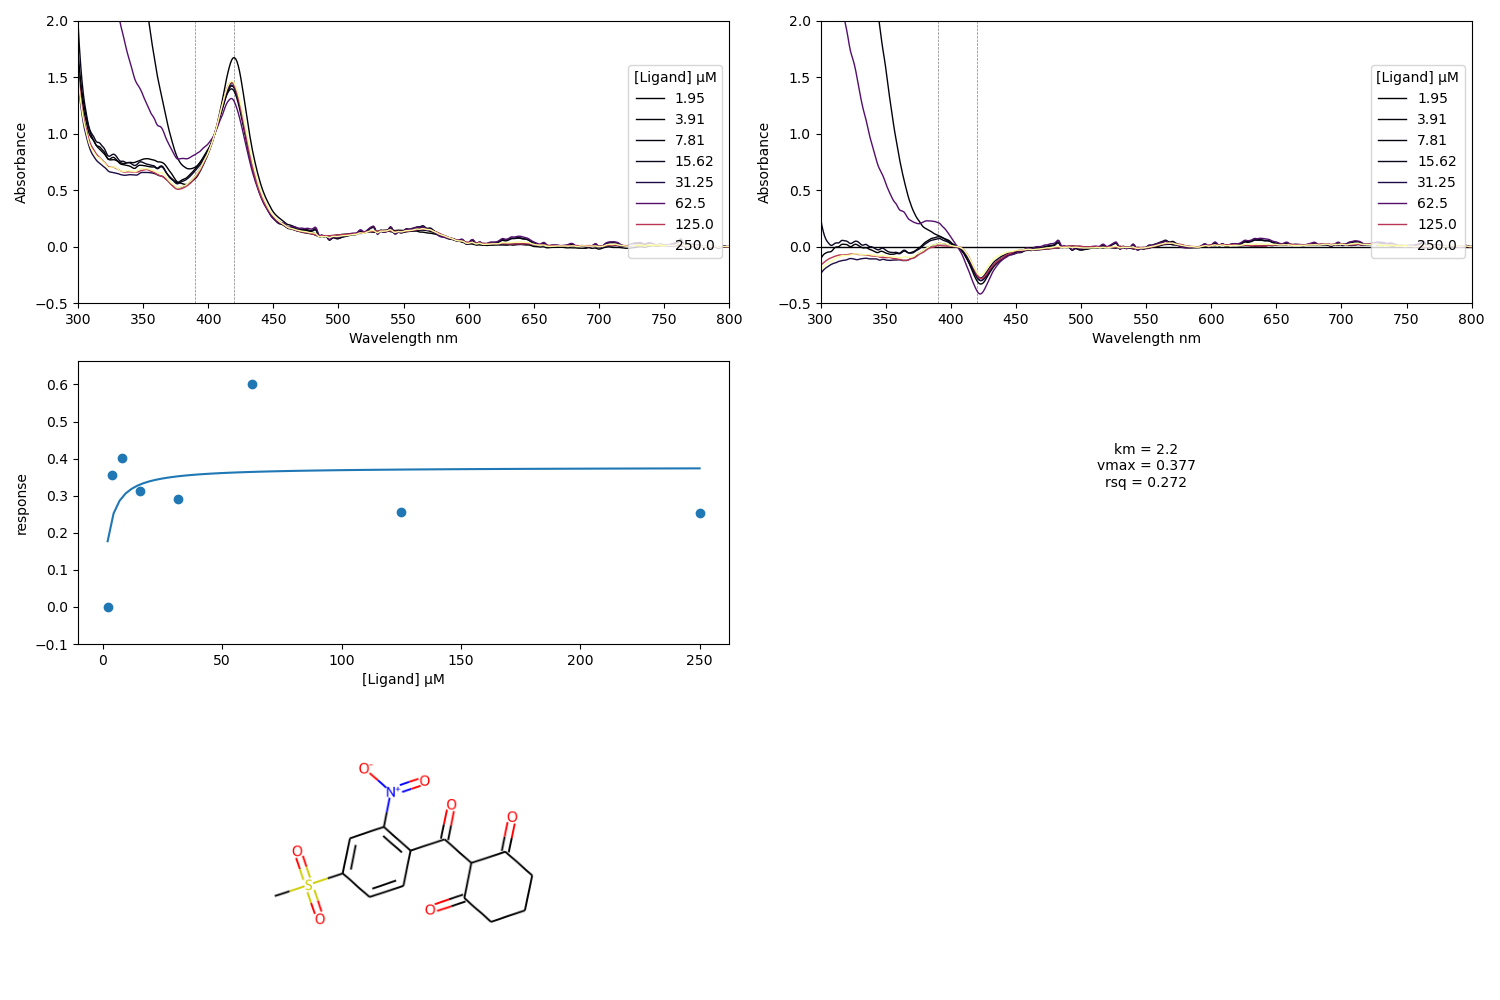 2.0
1.5
1.0
0.5
0.0
−0.5
Absorbance
300 350 400 450 500 550 600 650 700 750 800
Wavelength nm
[Ligand] µM
1.95
3.91
7.81
15.62
31.25
62.5
125.0
250.0
2.0
1.5
1.0
0.5
0.0
−0.5
Absorbance
300 350 400 450 500 550 600 650 700 750 800
Wavelength nm
[Ligand] µM
1.95
3.91
7.81
15.62
31.25
62.5
125.0
250.0
0.6
0.5
0.4
0.3
0.2
0.1
0.0
−0.1
response
0 50 100 150 200 250
[Ligand] µM
km = 2.2
vmax = 0.377
rsq = 0.272
O⁻
N⁺
O
O
O
O
S
O
O